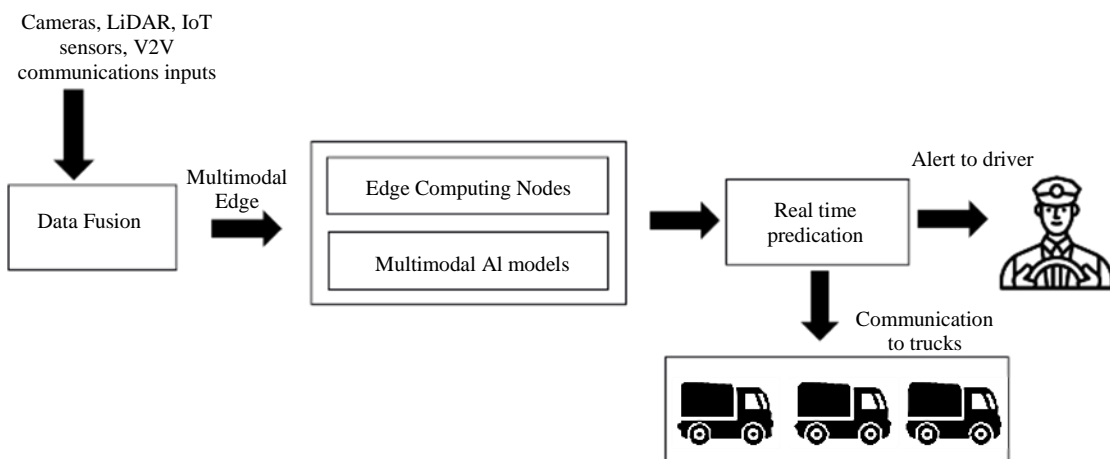 Cameras, LiDAR, IoT
sensors, V2V
communications inputs
Data Fusion
Multimodal
Edge
Edge Computing Nodes
Multimodal Al models
Real time
predication
Alert to driver
Communication
to trucks